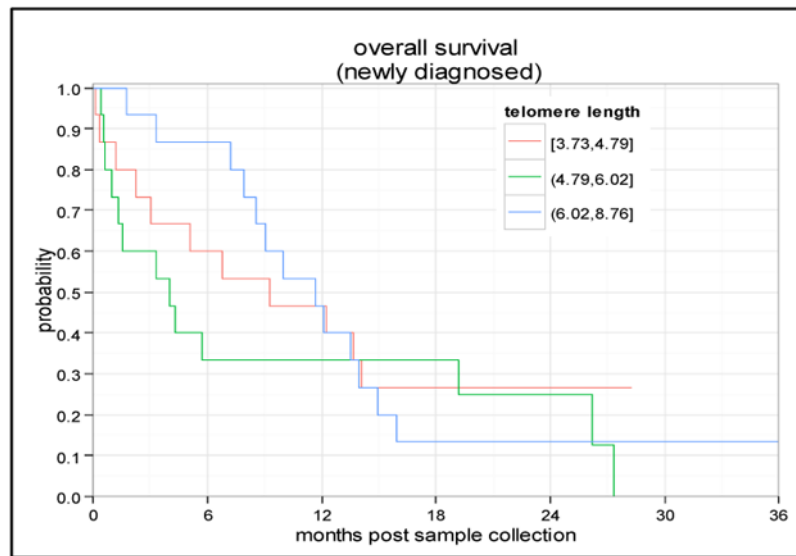 overall survival
(newly diagnosed)
telomere length
[3.73,4.79]
(4.79,6.02]
(6.02,8.76]
probability
1.0
0.9
0.8
0.7
0.6
0.5
0.4
0.3
0.2
0.1
0.0
0 6 12 18 24 30 36
months post sample collection